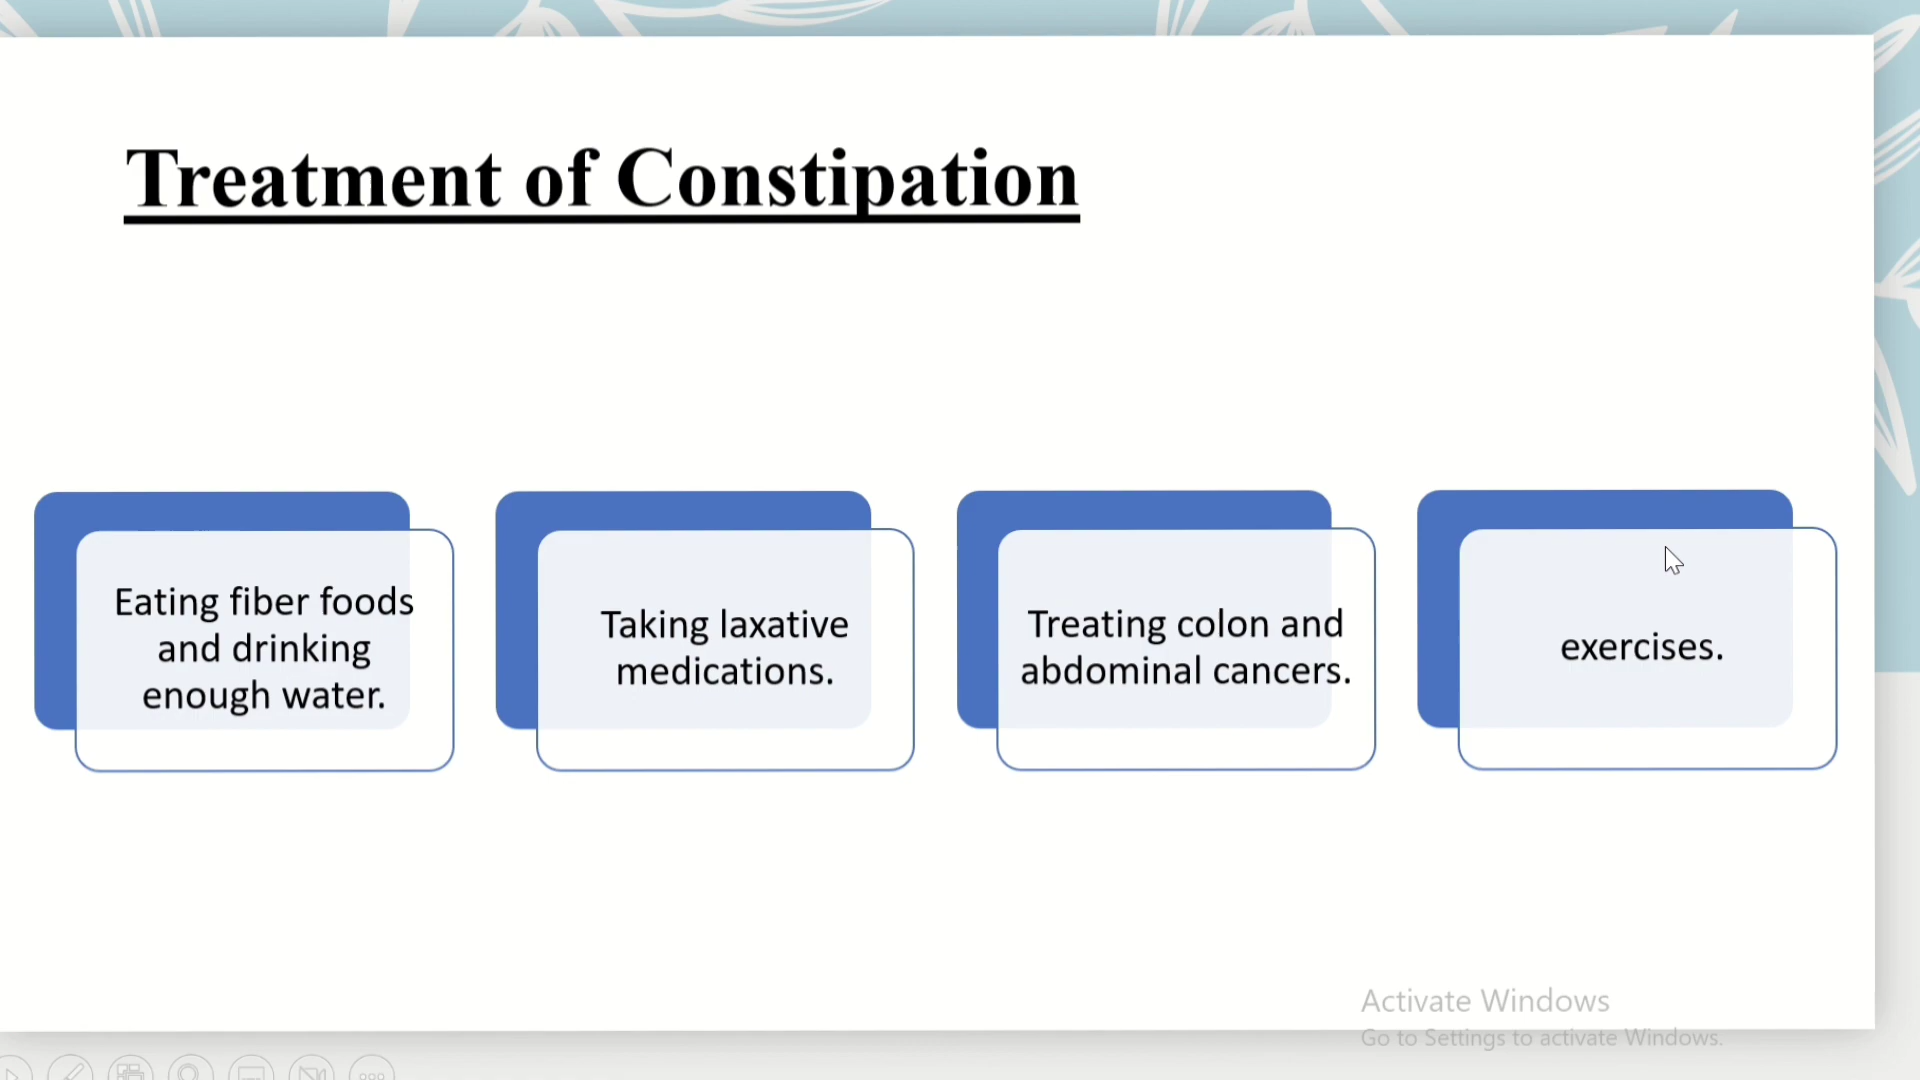 Treatment of Constipation
Eating fiber foods
and drinking
enough water.
Taking laxative
medications.
Treating colon and
abdominal cancers.
exercises.
Activate Windows
Go to Settings to activate Windows.